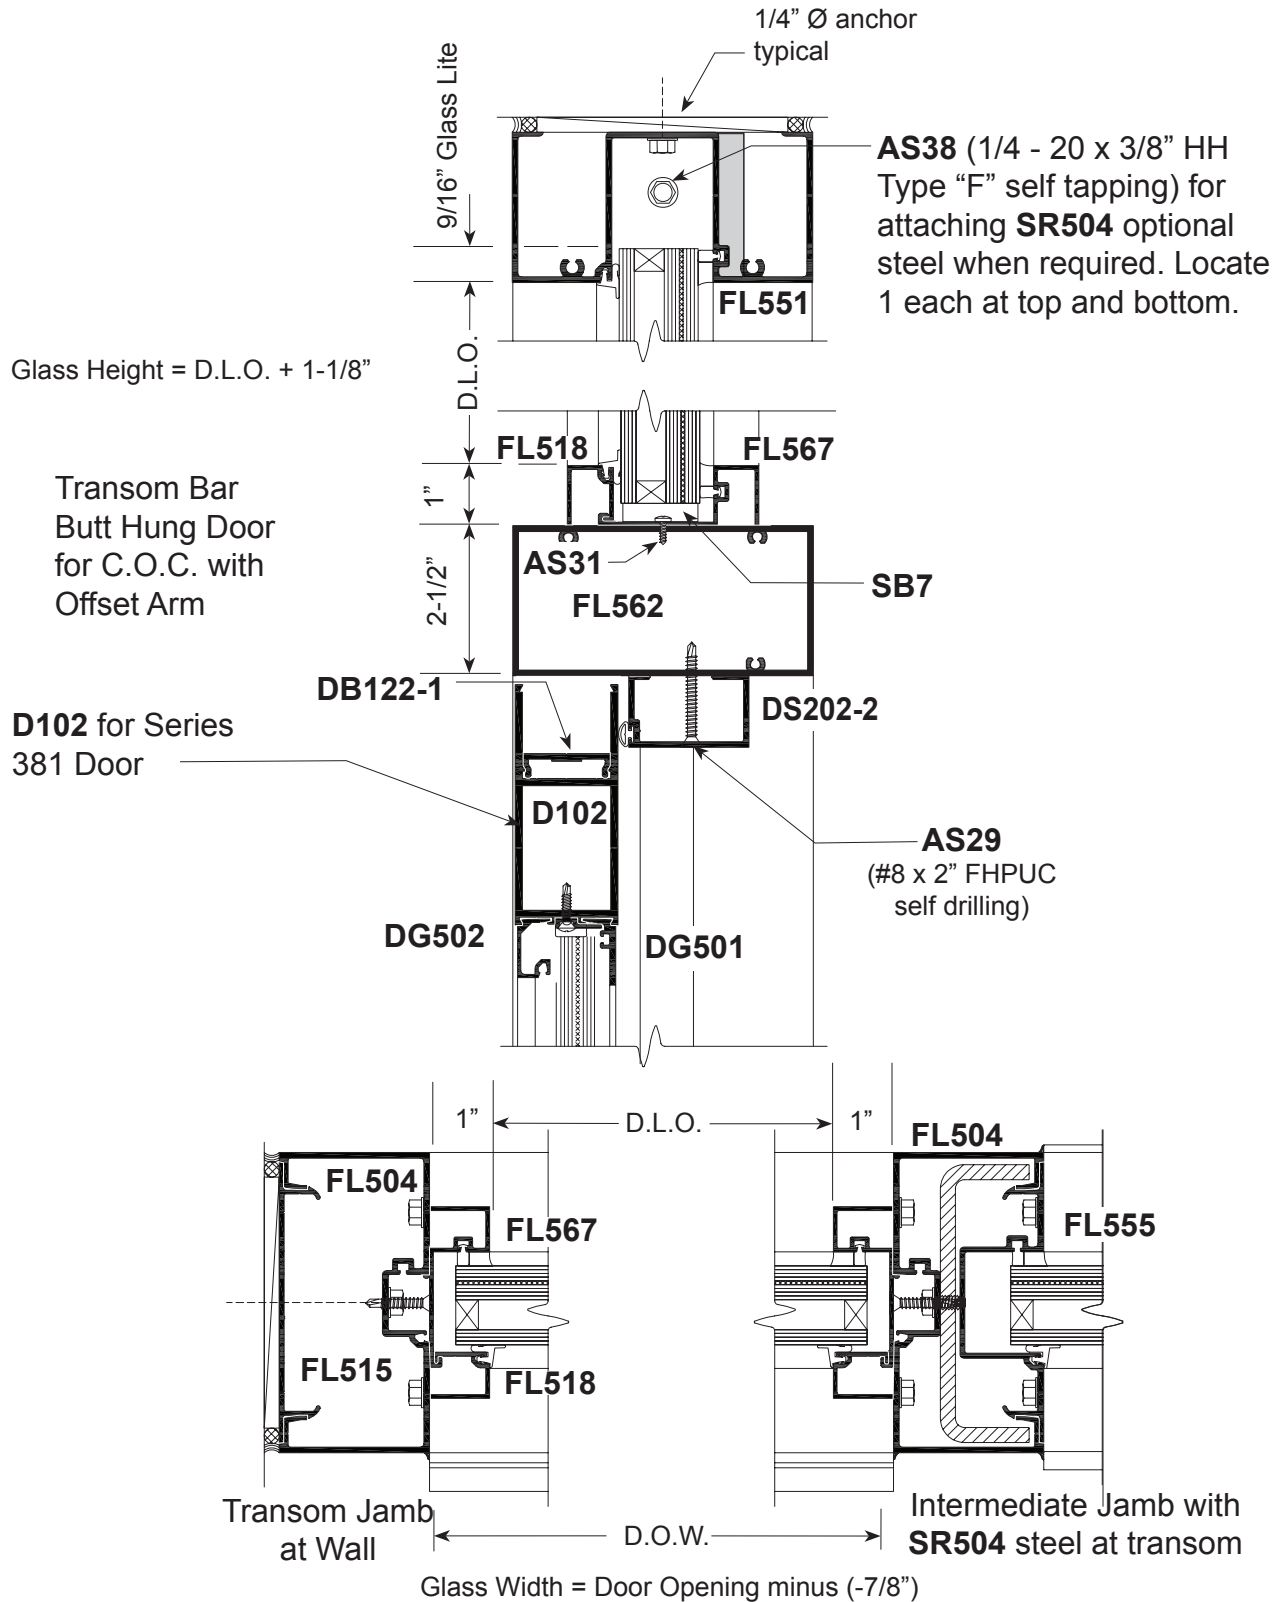 1/4” Ø anchor
typical
9/16” Glass Lite
AS38 (1/4 - 20 x 3/8” HH
Type “F” self tapping) for
attaching SR504 optional
steel when required. Locate
1 each at top and bottom.
FL551
Glass Height = D.L.O. + 1-1/8”
D.L.O.
FL518
FL567
Transom Bar
Butt Hung Door
for C.O.C. with
Offset Arm
1”
2-1/2”
AS31
SB7
FL562
DB122-1
DS202-2
D102 for Series
381 Door
D102
AS29
(#8 x 2” FHPUC
self drilling)
DG502
DG501
1”
D.L.O.
1”
FL504
FL504
FL567
FL555
FL515
FL518
Transom Jamb
at Wall
D.O.W.
Intermediate Jamb with
SR504 steel at transom
Glass Width = Door Opening minus (-7/8”)